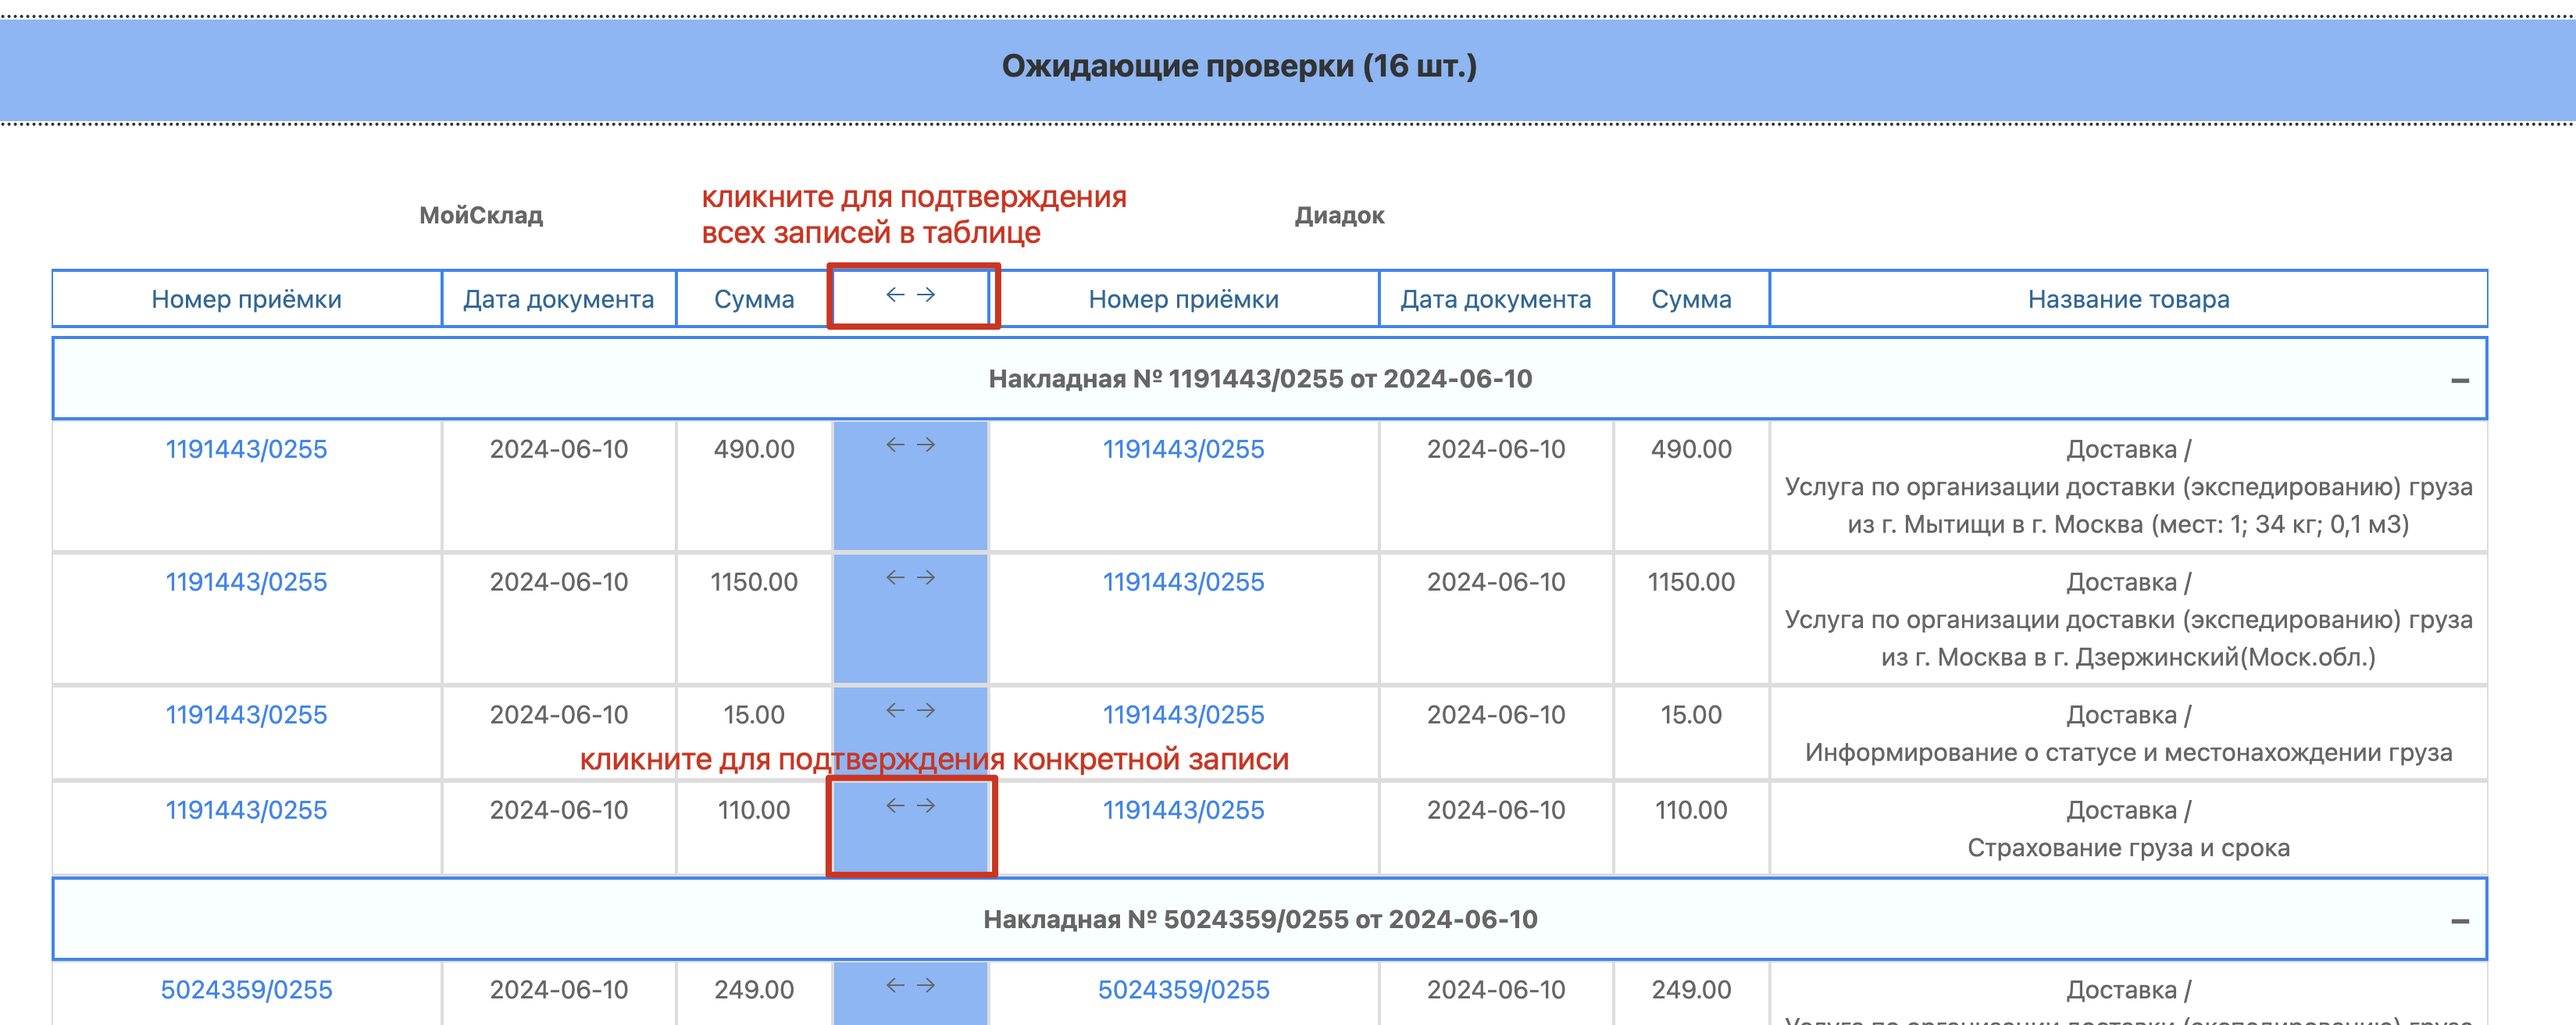 Ожидающие проверки (16 шт.)
МойСклад
кликните для подтверждения
всех записей в таблице
Диадок
Номер приёмки Дата документа Сумма ← → Номер приёмки Дата документа Сумма Название товара
Накладная № 1191443/0255 от 2024-06-10 –
1191443/0255 2024-06-10 490.00 ← → 1191443/0255 2024-06-10 490.00 Доставка /
Услуга по организации доставки (экспедированию) груза
из г. Мытищи в г. Москва (мест: 1; 34 кг; 0,1 м3)
1191443/0255 2024-06-10 1150.00 ← → 1191443/0255 2024-06-10 1150.00 Доставка /
Услуга по организации доставки (экспедированию) груза
из г. Москва в г. Дзержинский(Моск.обл.)
1191443/0255 2024-06-10 15.00 ← → 1191443/0255 2024-06-10 15.00 Доставка /
Информирование о статусе и местонахождении груза
кликните для подтверждения конкретной записи
1191443/0255 2024-06-10 110.00 ← → 1191443/0255 2024-06-10 110.00 Доставка /
Страхование груза и срока
Накладная № 5024359/0255 от 2024-06-10 –
5024359/0255 2024-06-10 249.00 ← → 5024359/0255 2024-06-10 249.00 Доставка /